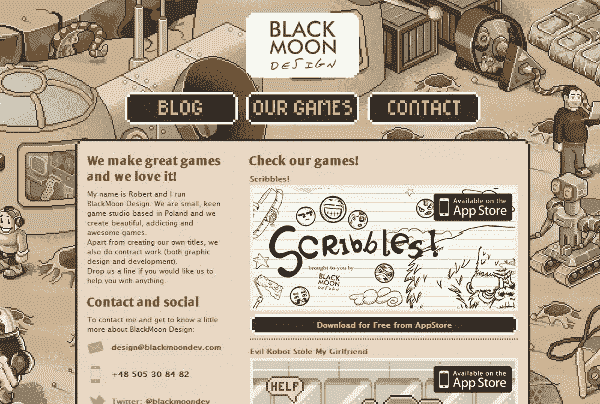 BLACK
MOON
DESIGN
BLOG
OUR GAMES
CONTACT
We make great games
and we love it!
My name is Robert and I run
BlackMoon Design. We are small, keen
game studio based in Poland and we
create beautiful, addicting and
awesome games.
Apart from creating our own titles, we
also do contract work (both graphic
design and development).
Drop us a line if you would like us to
help you with anything.
Contact and social
To contact me and get to know a little
more about BlackMoon Design:
design@blackmoondev.com
+48 505 30 84 82
Twitter: @blackmoondev
Check our games!
Scribbles!
Available on the
App Store
Scribbles!
brought to you by
BLACK
MOON
DESIGN
Download for Free from AppStore
Evil Robot Stole My Girlfriend
Available on the
App Store
HELP